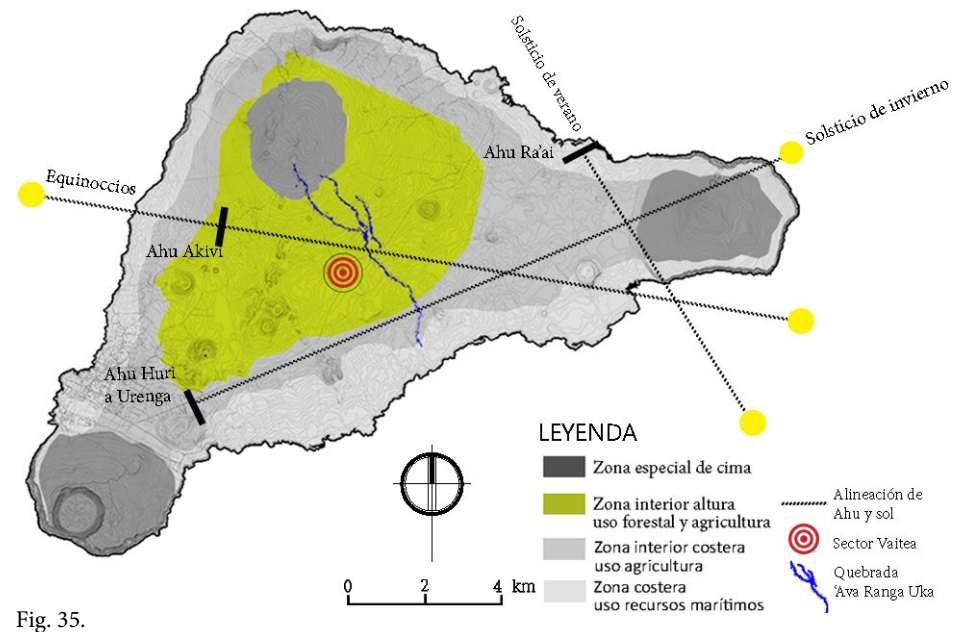 Solsticio de verano
Solsticio de invierno
Ahu Ra'ai
Equinoccios
Ahu Akivi
Ahu Huri
a Urenga
LEYENDA
Zona especial de cima
Zona interior altura
uso forestal y agricultura
Zona interior costera
uso agricultura
Zona costera
uso recursos marítimos
Alineación de
Ahu y sol
Sector Vaitea
Quebrada
'Ava Ranga Uka
0 2 4 km
Fig. 35.